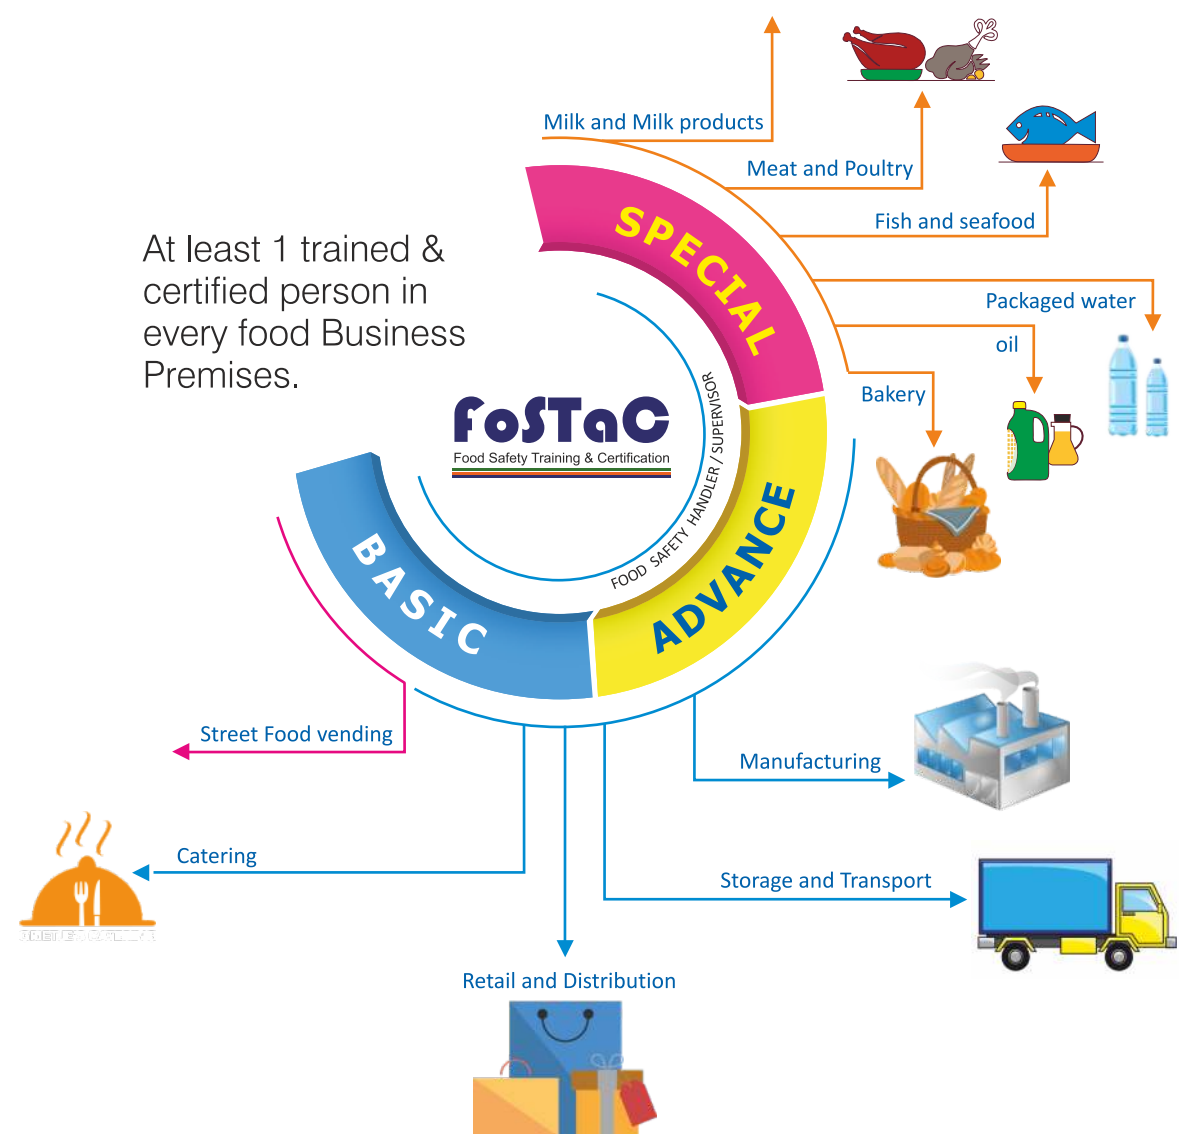 Milk and Milk products
Meat and Poultry
Fish and seafood
At least 1 trained &
certified person in
every food Business
Premises.
SPECIAL
Packaged water
oil
Bakery
FoSTaC
Food Safety Training & Certification
FOOD SAFETY HANDLER / SUPERVISOR
ADVANCE
BASIC
Street Food vending
Manufacturing
Catering
Storage and Transport
Retail and Distribution